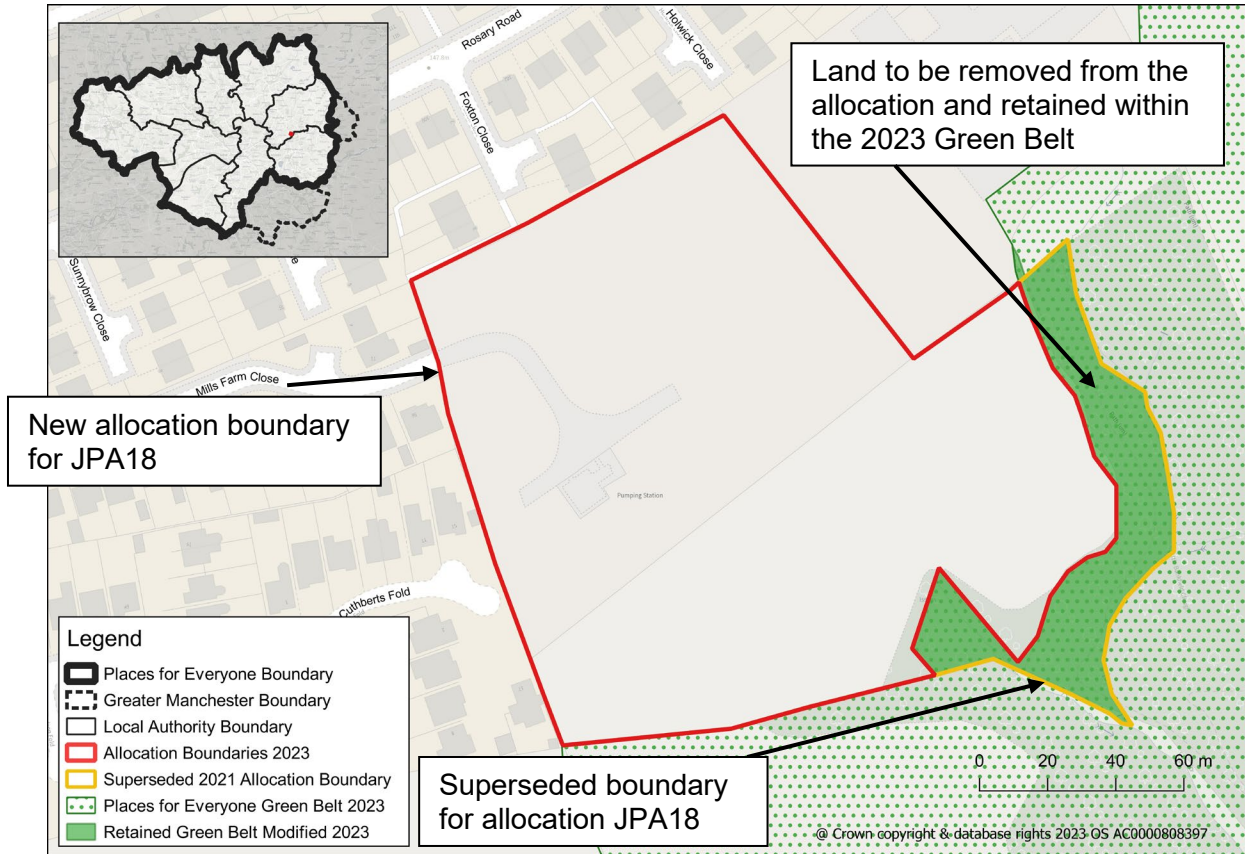 Rosary Road
Holwick Close
Foxton Close
Land to be removed from the
allocation and retained within
the 2023 Green Belt
Sunnybrow Close
Mills Farm Close
New allocation boundary
for JPA18
Pumping Station
Cuthberts Fold
Legend
Places for Everyone Boundary
Greater Manchester Boundary
Local Authority Boundary
Allocation Boundaries 2023
Superseded 2021 Allocation Boundary
Places for Everyone Green Belt 2023
Retained Green Belt Modified 2023
Superseded boundary
for allocation JPA18
0 20 40 60 m
@ Crown copyright & database rights 2023 OS AC0000808397